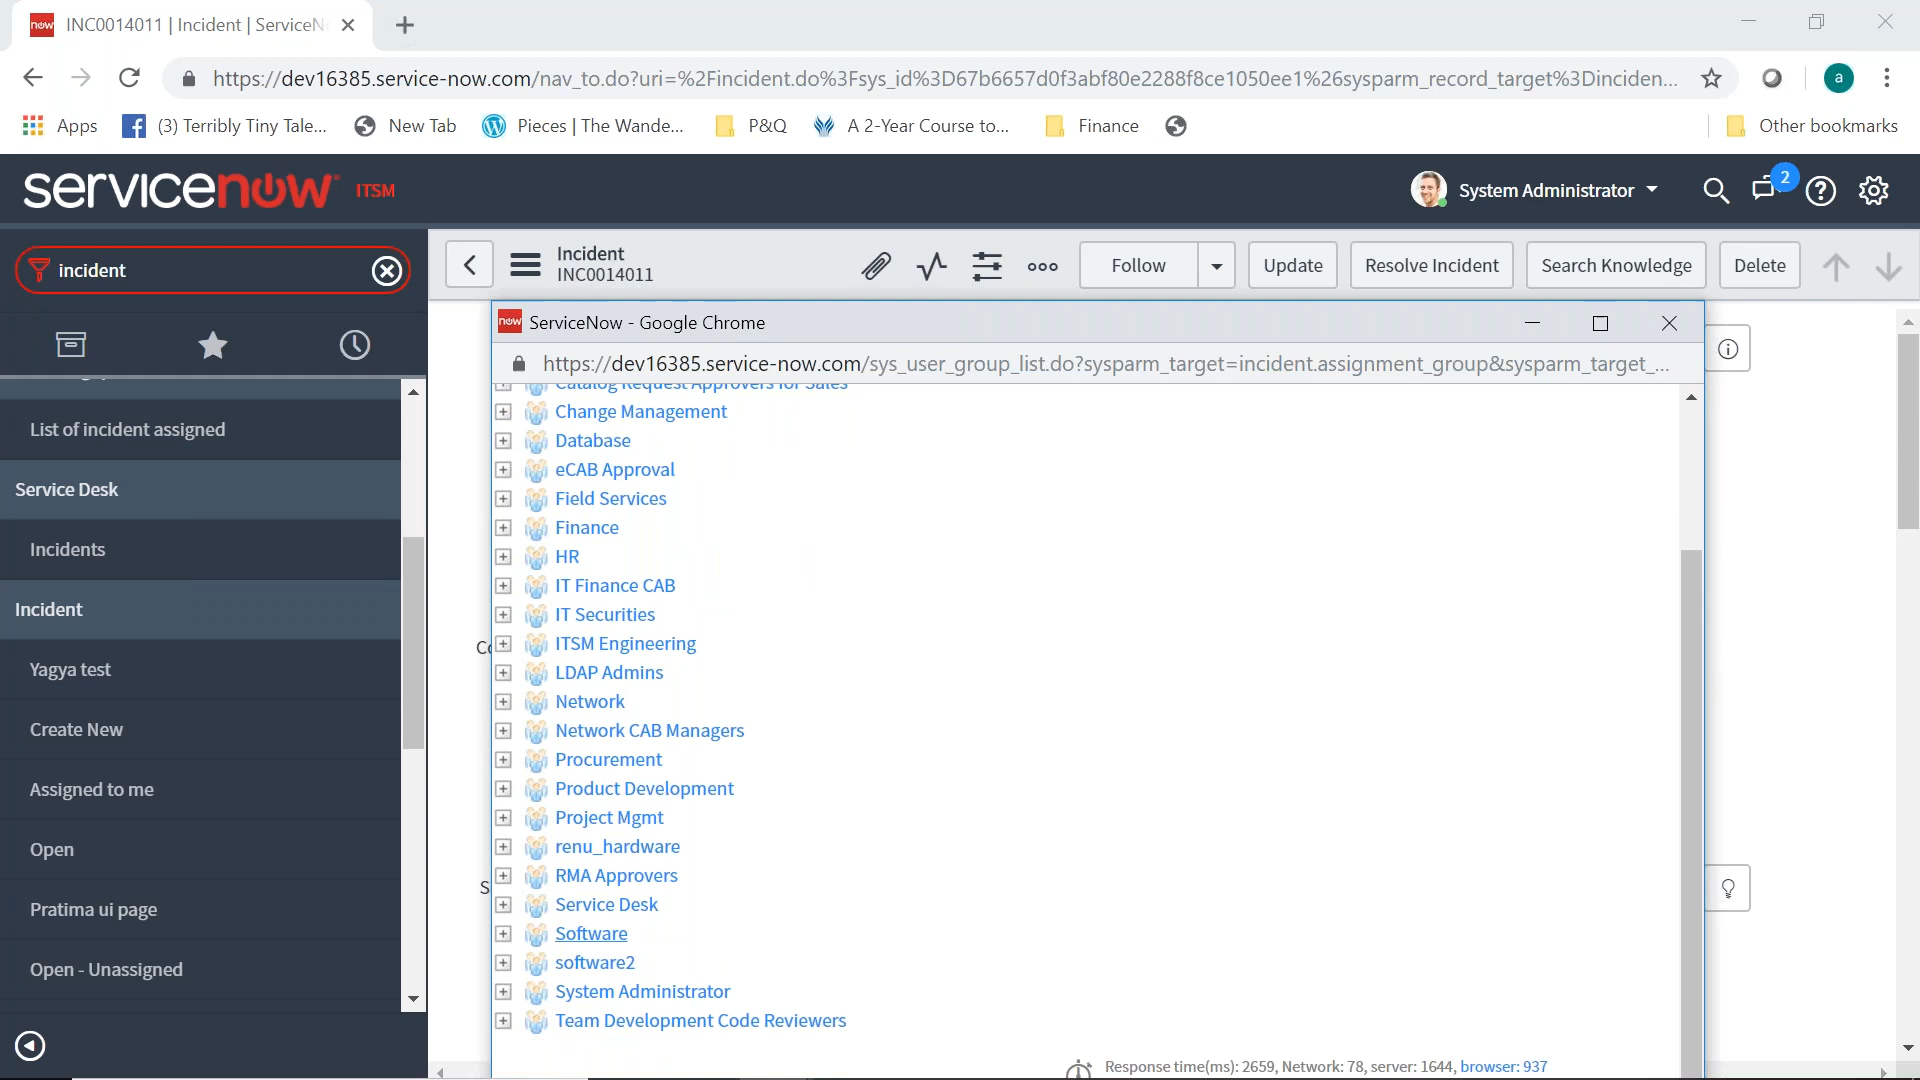 now INC0014011 | Incident | ServiceN
https://dev16385.service-now.com/nav_to.do?uri=%2Fincident.do%3Fsys_id%3D67b6657d0f3abf80e2288f8ce1050ee1%26sysparm_record_target%3Dinciden...
a
Apps
(3) Terribly Tiny Tale...
New Tab
Pieces | The Wande...
P&Q
A 2-Year Course to...
Finance
Other bookmarks
servicenow ITSM
System Administrator
2
incident
Incident
INC0014011
Follow
Update
Resolve Incident
Search Knowledge
Delete
List of incident assigned
Service Desk
Incidents
Incident
Yagya test
Create New
Assigned to me
Open
Pratima ui page
Open - Unassigned
now ServiceNow - Google Chrome
https://dev16385.service-now.com/sys_user_group_list.do?sysparm_target=incident.assignment_group&sysparm_target_...
Catalog Request Approvers for Sales
Change Management
Database
eCAB Approval
Field Services
Finance
HR
IT Finance CAB
IT Securities
ITSM Engineering
LDAP Admins
Network
Network CAB Managers
Procurement
Product Development
Project Mgmt
renu_hardware
RMA Approvers
Service Desk
Software
software2
System Administrator
Team Development Code Reviewers
Response time(ms): 2659, Network: 78, server: 1644, browser: 937